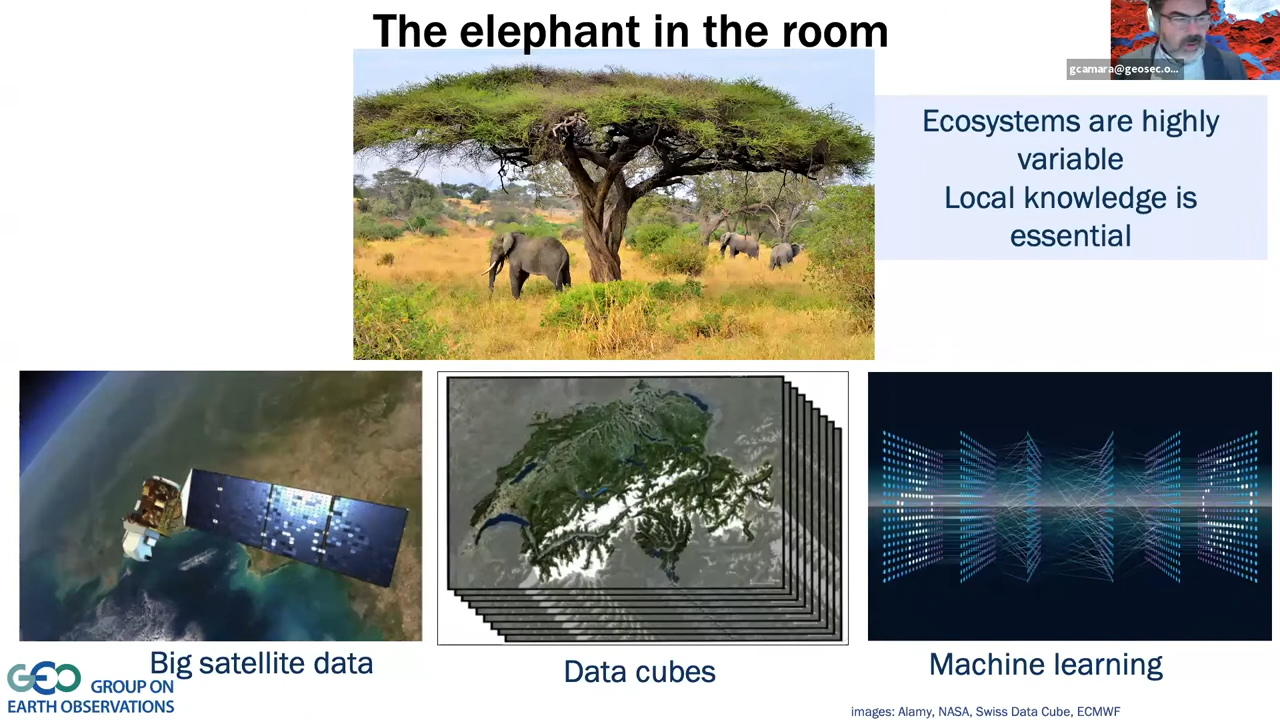 The elephant in the room
gcamara@geosec.o...
Ecosystems are highly
variable
Local knowledge is
essential
Big satellite data
Data cubes
Machine learning
GEO GROUP ON
EARTH OBSERVATIONS
images: Alamy, NASA, Swiss Data Cube, ECMWF